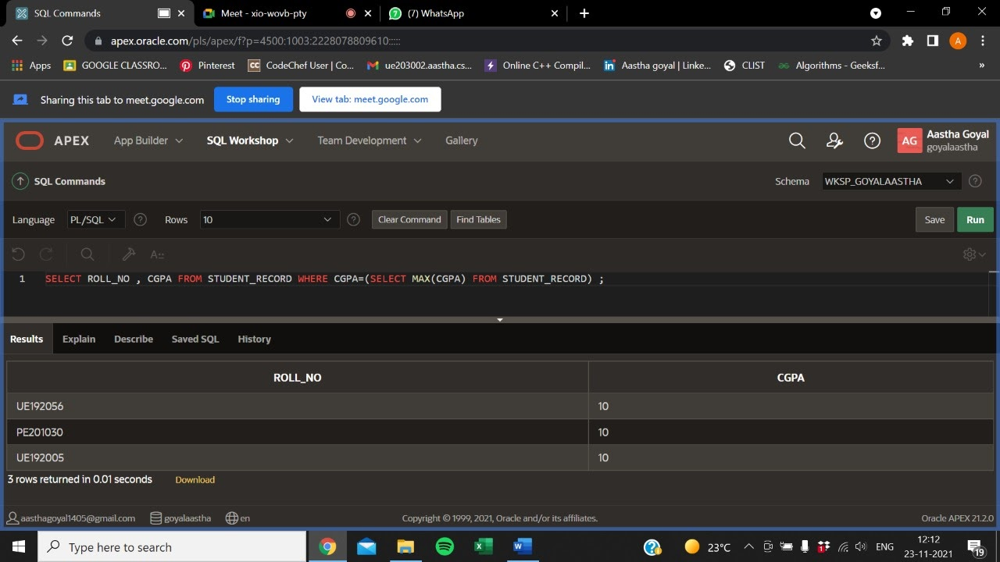 SQL Commands
Meet - xio-wovb-pty
(7) WhatsApp
apex.oracle.com/pls/apex/f?p=4500:1003:2228078809610:::::
A
Apps
GOOGLE CLASSRO...
Pinterest
CC CodeChef User | Co...
ue203002.aastha.cs...
Online C++ Compil...
in Aastha goyal | Linke...
CLIST
Algorithms - Geeksf...
»
Sharing this tab to meet.google.com
Stop sharing
View tab: meet.google.com
APEX
App Builder
SQL Workshop
Team Development
Gallery
AG
Aastha Goyal
goyalaastha
SQL Commands
Schema
WKSP_GOYALAASTHA
Language
PL/SQL
Rows
10
Clear Command
Find Tables
Save
Run
A::
1 SELECT ROLL_NO , CGPA FROM STUDENT_RECORD WHERE CGPA=(SELECT MAX(CGPA) FROM STUDENT_RECORD) ;
Results
Explain
Describe
Saved SQL
History
ROLL_NO CGPA
UE192056 10
PE201030 10
UE192005 10
3 rows returned in 0.01 seconds
Download
aasthagoyal1405@gmail.com
goyalaastha
en
Copyright © 1999, 2021, Oracle and/or its affiliates.
Oracle APEX 21.2.0
Type here to search
23°C
ENG
12:12
23-11-2021
19